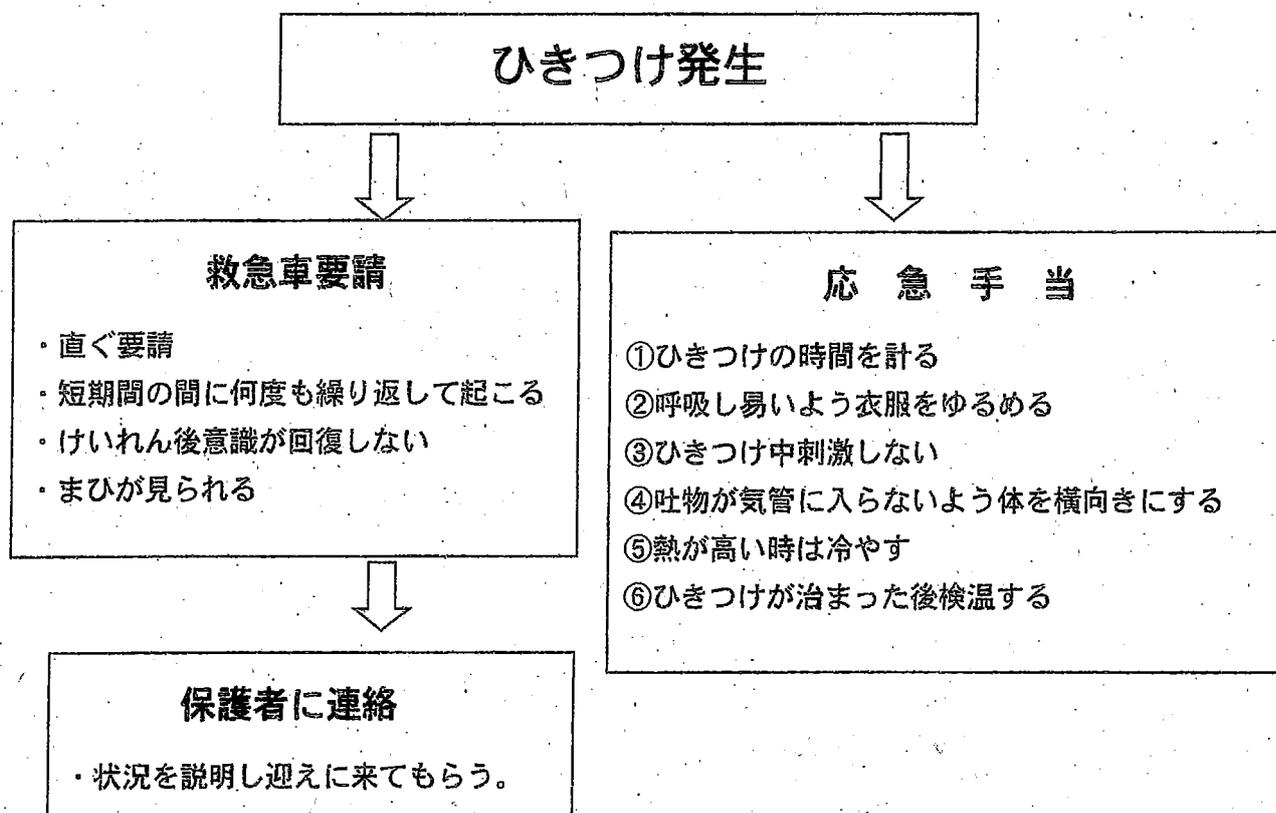 ひきつけ発生
救急車要請
・直ぐ要請
・短期間の間に何度も繰り返して起こる
・けいれん後意識が回復しない
・まひが見られる
応 急 手 当
①ひきつけの時間を計る
②呼吸し易いよう衣服をゆるめる
③ひきつけ中刺激しない
④吐物が気管に入らないよう体を横向きにする
⑤熱が高い時は冷やす
⑥ひきつけが治まった後検温する
保護者に連絡
・状況を説明し迎えに来てもらう。